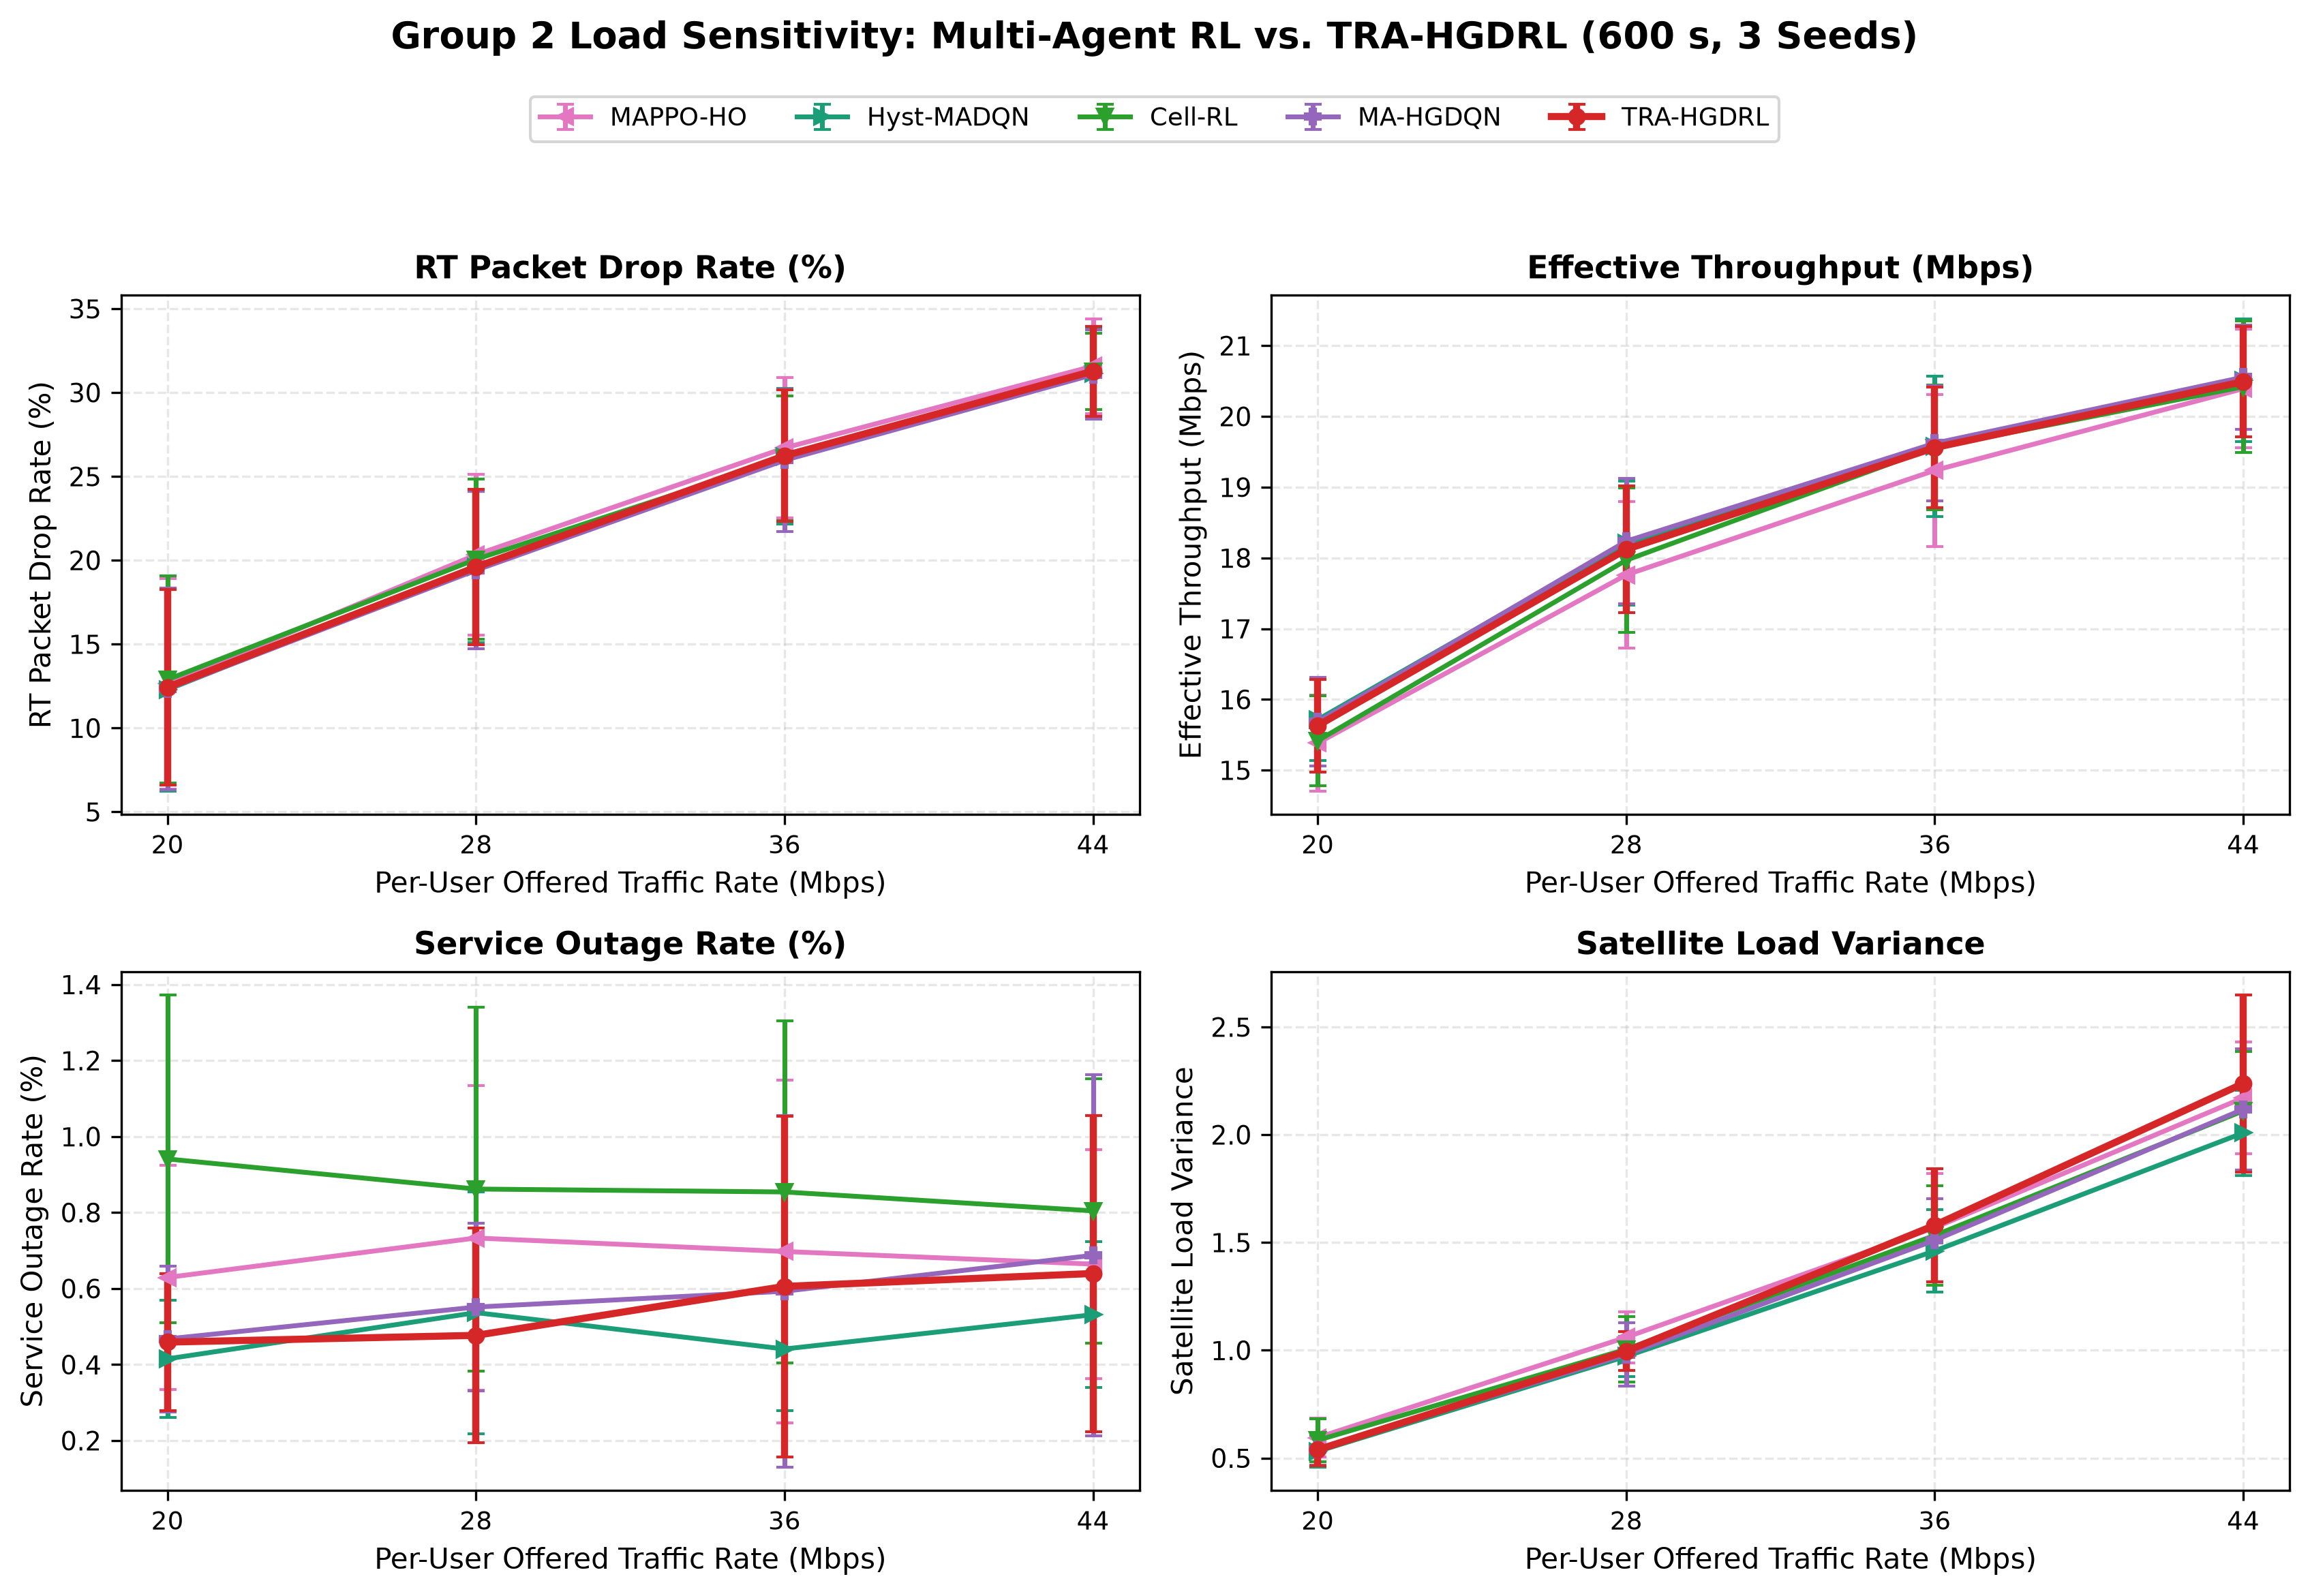 Group 2 Load Sensitivity: Multi-Agent RL vs. TRA-HGDRL (600 s, 3 Seeds)
MAPPO-HO Hyst-MADQN Cell-RL MA-HGDQN TRA-HGDRL
RT Packet Drop Rate (%)
RT Packet Drop Rate (%)
35
30
25
20
15
10
5
20 28 36 44
Per-User Offered Traffic Rate (Mbps)
Effective Throughput (Mbps)
Effective Throughput (Mbps)
21
20
19
18
17
16
15
20 28 36 44
Per-User Offered Traffic Rate (Mbps)
Service Outage Rate (%)
Service Outage Rate (%)
1.4
1.2
1.0
0.8
0.6
0.4
0.2
20 28 36 44
Per-User Offered Traffic Rate (Mbps)
Satellite Load Variance
Satellite Load Variance
2.5
2.0
1.5
1.0
0.5
20 28 36 44
Per-User Offered Traffic Rate (Mbps)